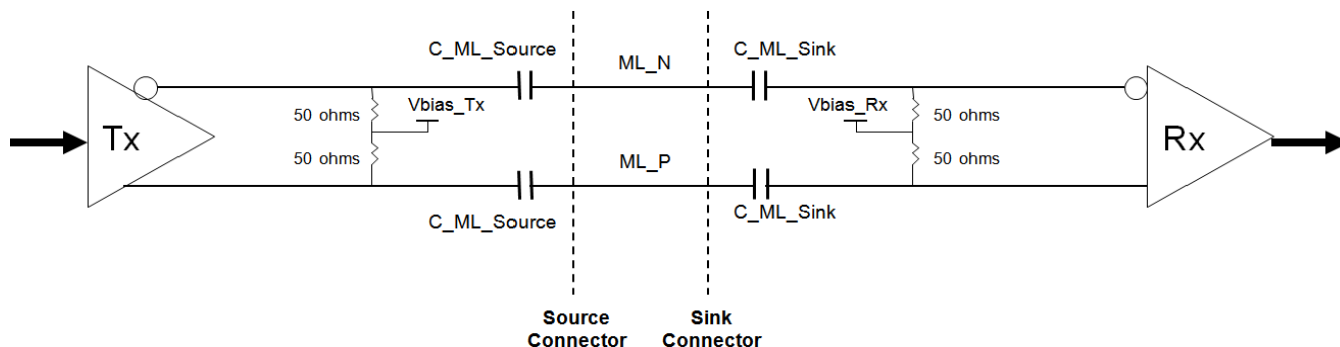 C_ML_Source
ML_N
C_ML_Sink
50 ohms
Vbias_Tx
Vbias_Rx
50 ohms
Tx
Rx
50 ohms
50 ohms
ML_P
C_ML_Source
C_ML_Sink
Source
Connector
Sink
Connector